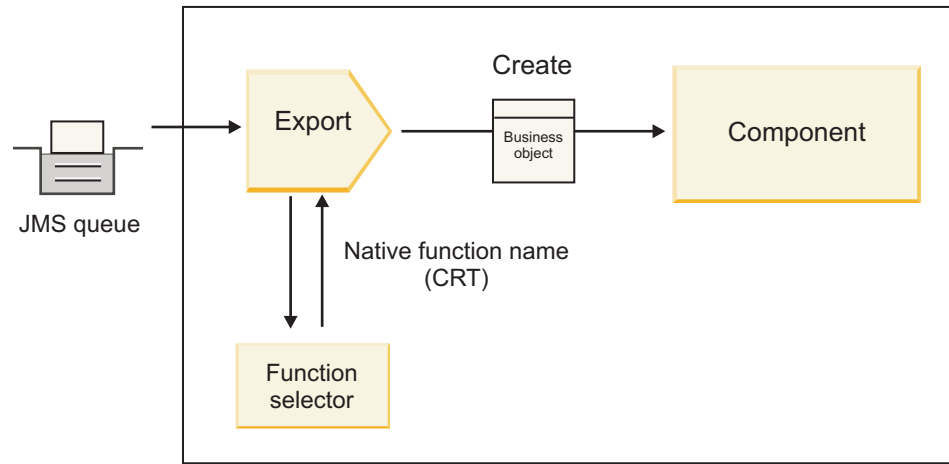 Create
Export
Business
object
Component
JMS queue
Native function name
(CRT)
Function
selector